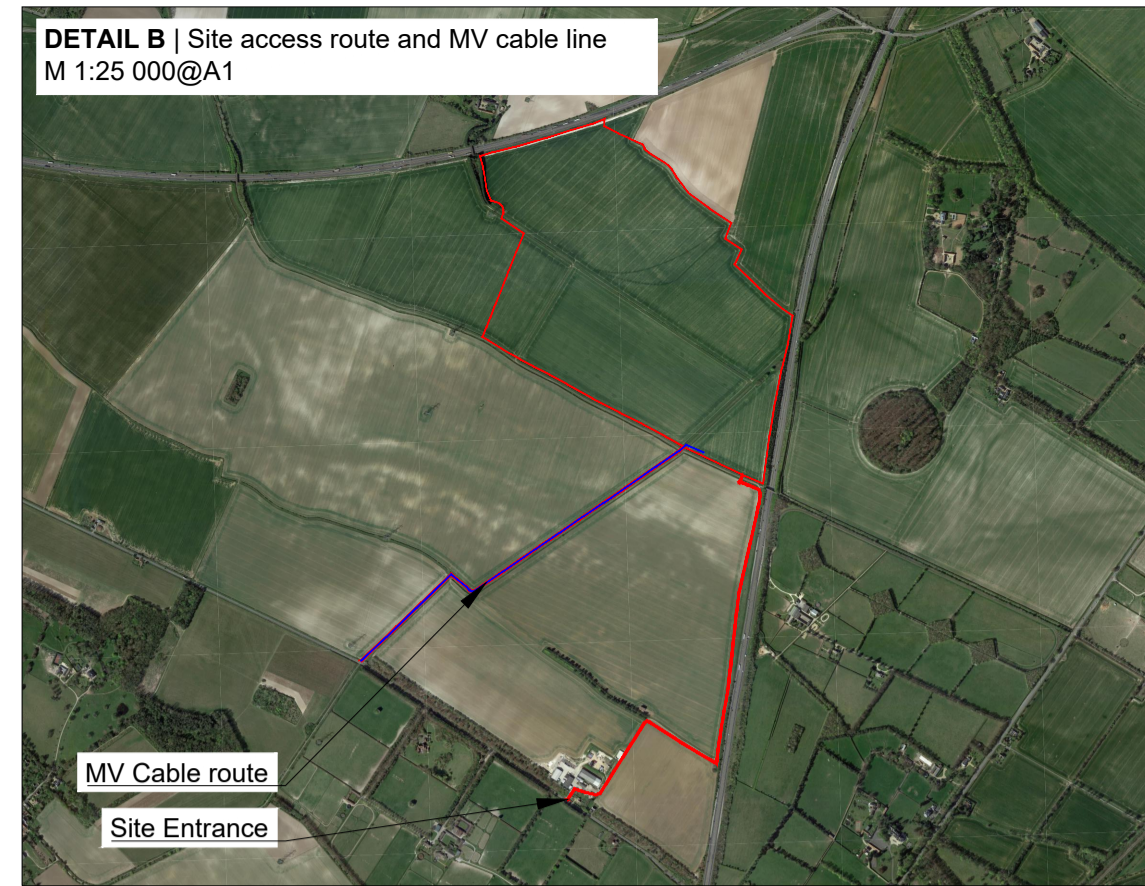 DETAIL B | Site access route and MV cable line
M 1:25 000@A1
MV Cable route
Site Entrance